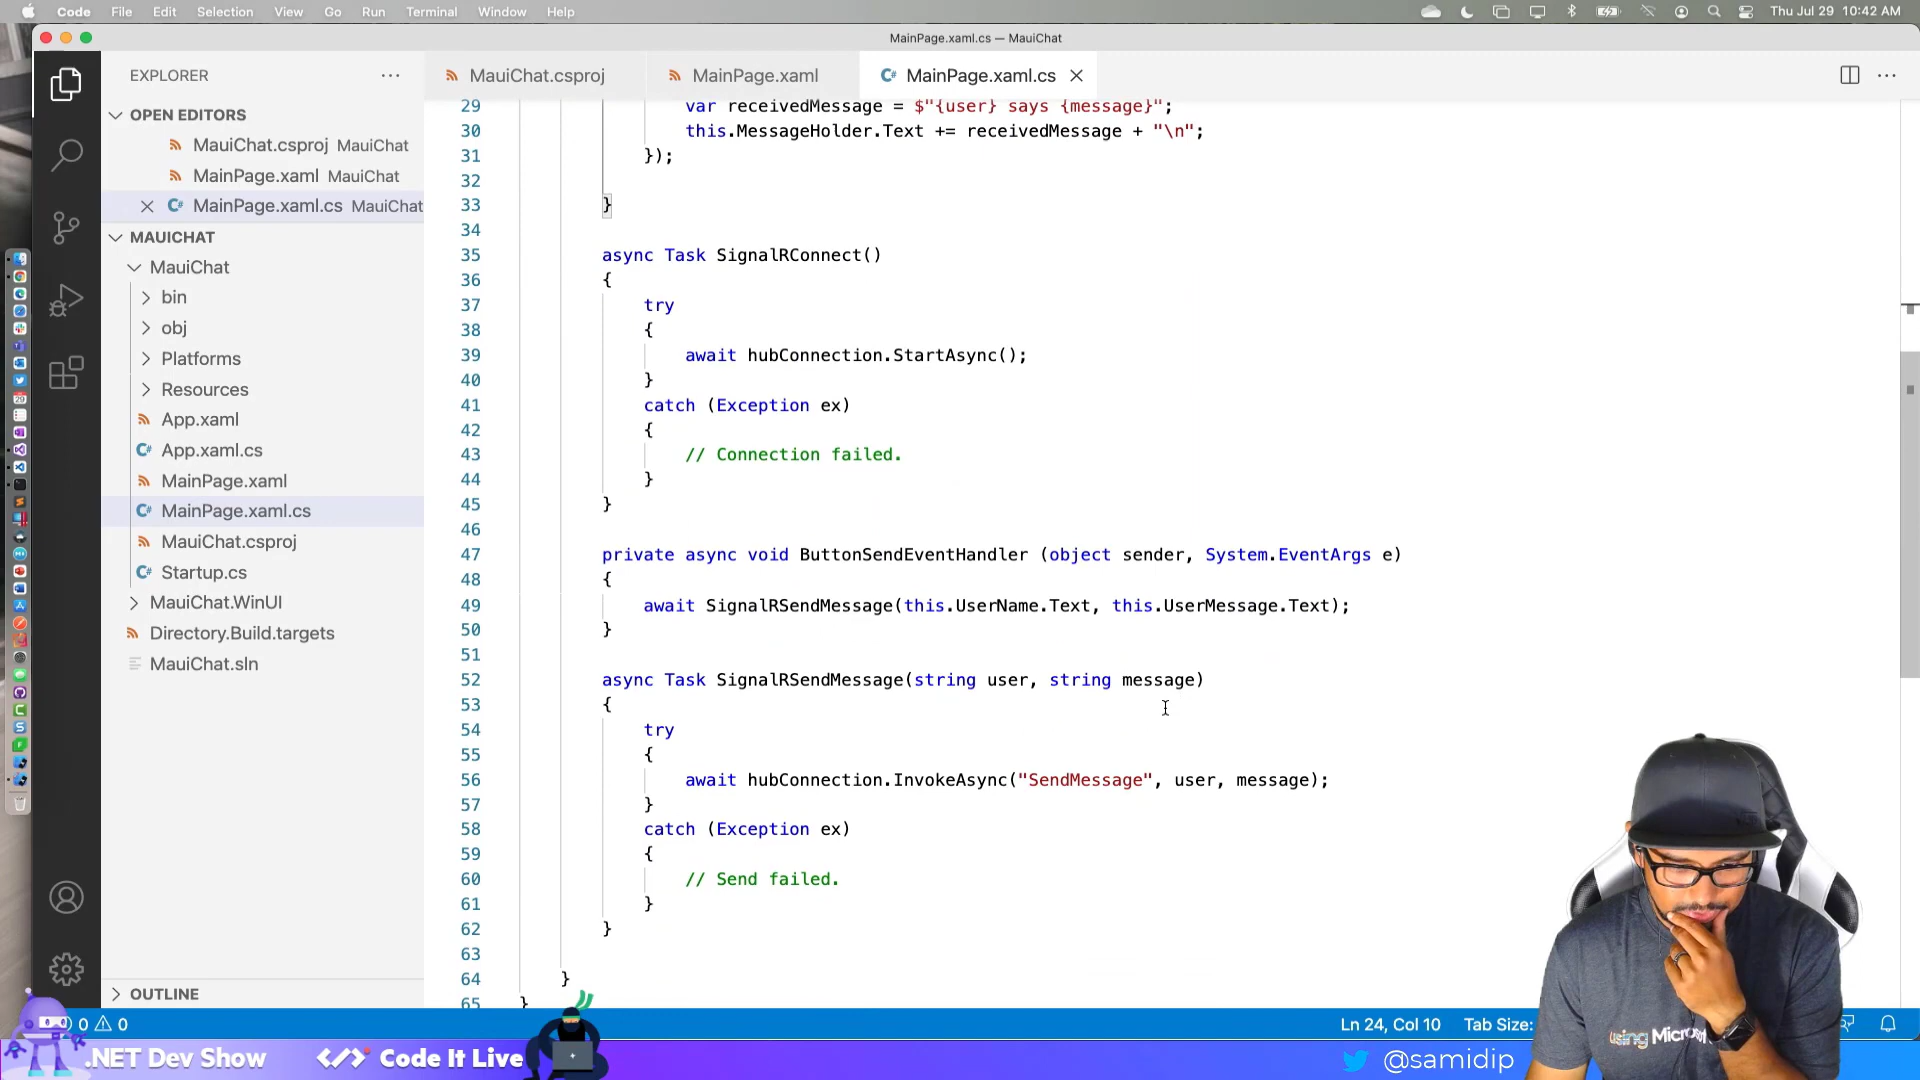 Code File Edit Selection View Go Run Terminal Window Help Thu Jul 29 10:42 AM
MainPage.xaml.cs — MauiChat
EXPLORER
MauiChat.csproj MainPage.xaml MainPage.xaml.cs
OPEN EDITORS
MauiChat.csproj MauiChat
MainPage.xaml MauiChat
MainPage.xaml.cs MauiChat
MAUICHAT
MauiChat
bin
obj
Platforms
Resources
App.xaml
App.xaml.cs
MainPage.xaml
MainPage.xaml.cs
MauiChat.csproj
Startup.cs
MauiChat.WinUI
Directory.Build.targets
MauiChat.sln
OUTLINE
29 var receivedMessage = $"{user} says {message}";
30 this.MessageHolder.Text += receivedMessage + "\n";
31 });
32
33 }
34
35 async Task SignalRConnect()
36 {
37 try
38 {
39 await hubConnection.StartAsync();
40 }
41 catch (Exception ex)
42 {
43 // Connection failed.
44 }
45 }
46
47 private async void ButtonSendEventHandler (object sender, System.EventArgs e)
48 {
49 await SignalRSendMessage(this.UserName.Text, this.UserMessage.Text);
50 }
51
52 async Task SignalRSendMessage(string user, string message)
53 {
54 try
55 {
56 await hubConnection.InvokeAsync("SendMessage", user, message);
57 }
58 catch (Exception ex)
59 {
60 // Send failed.
61 }
62 }
63
64 }
65 }
0 0 Ln 24, Col 10 Tab Size:
.NET Dev Show Code It Live @samidip
using